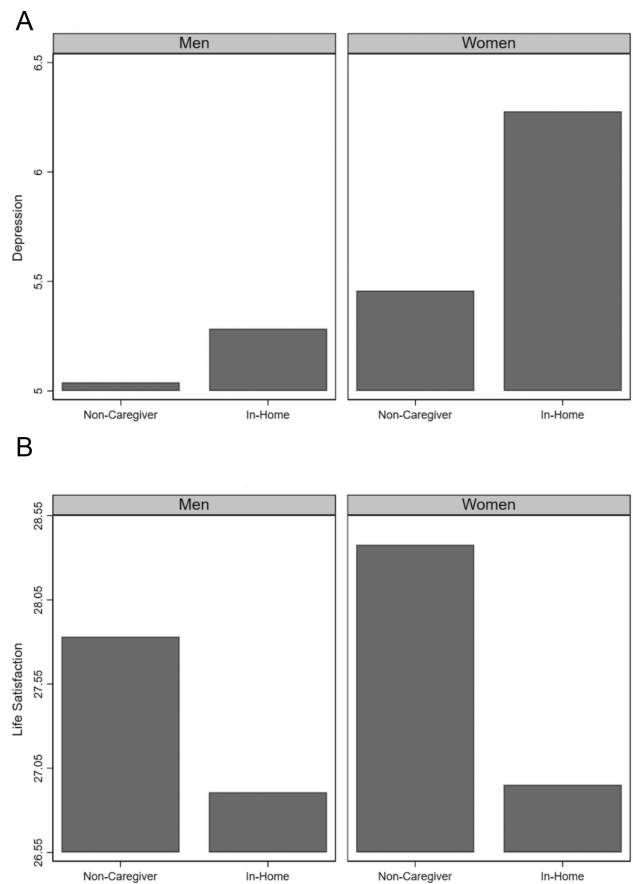 A
Men Women
6.5
6
5.5
5
Depression
Non-Caregiver In-Home Non-Caregiver In-Home
B
Men Women
28.55
28.05
27.55
27.05
26.55
Life Satisfaction
Non-Caregiver In-Home Non-Caregiver In-Home